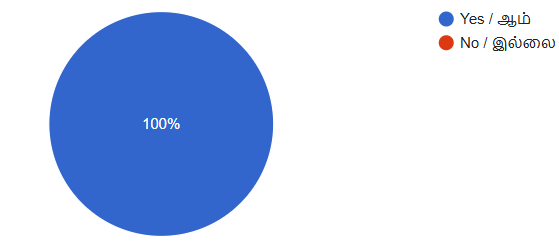 Yes / ஆம்
No / இல்லை
100%